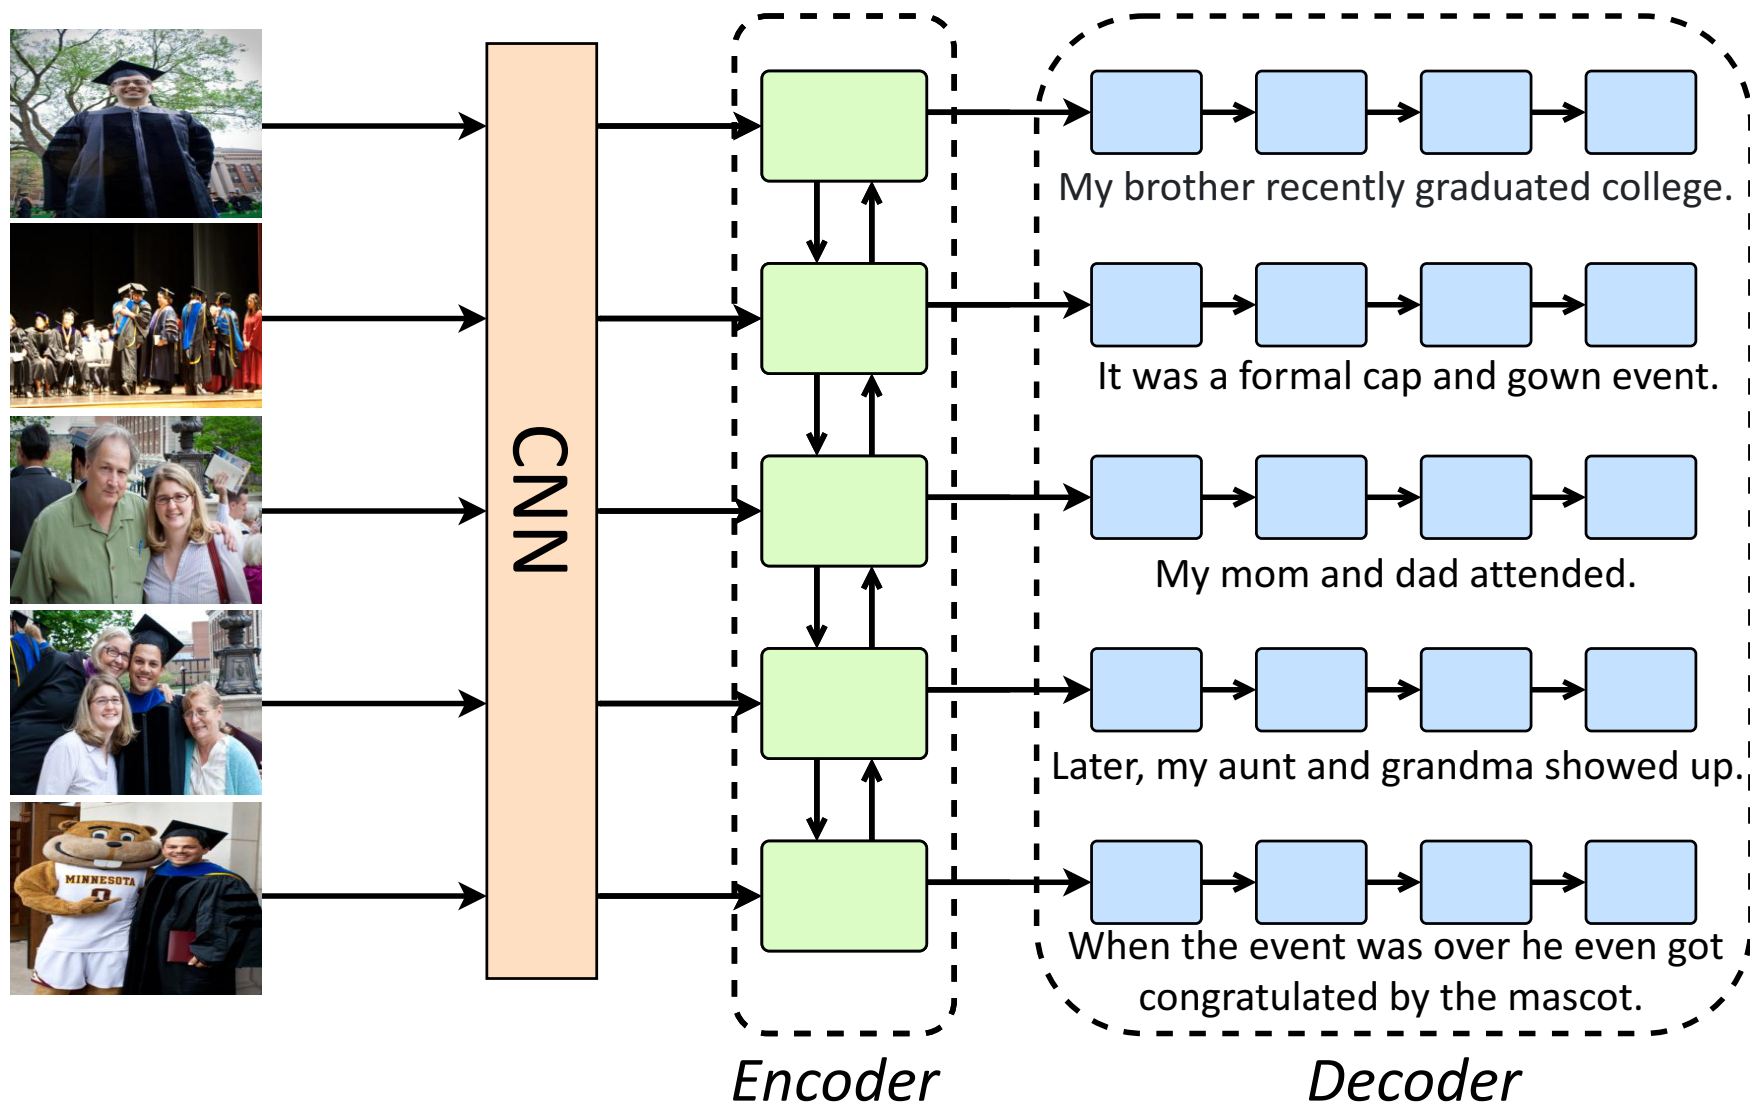 My brother recently graduated college.
It was a formal cap and gown event.
CNN
My mom and dad attended.
Later, my aunt and grandma showed up.
MINNESOTA
When the event was over he even got
congratulated by the mascot.
Encoder
Decoder